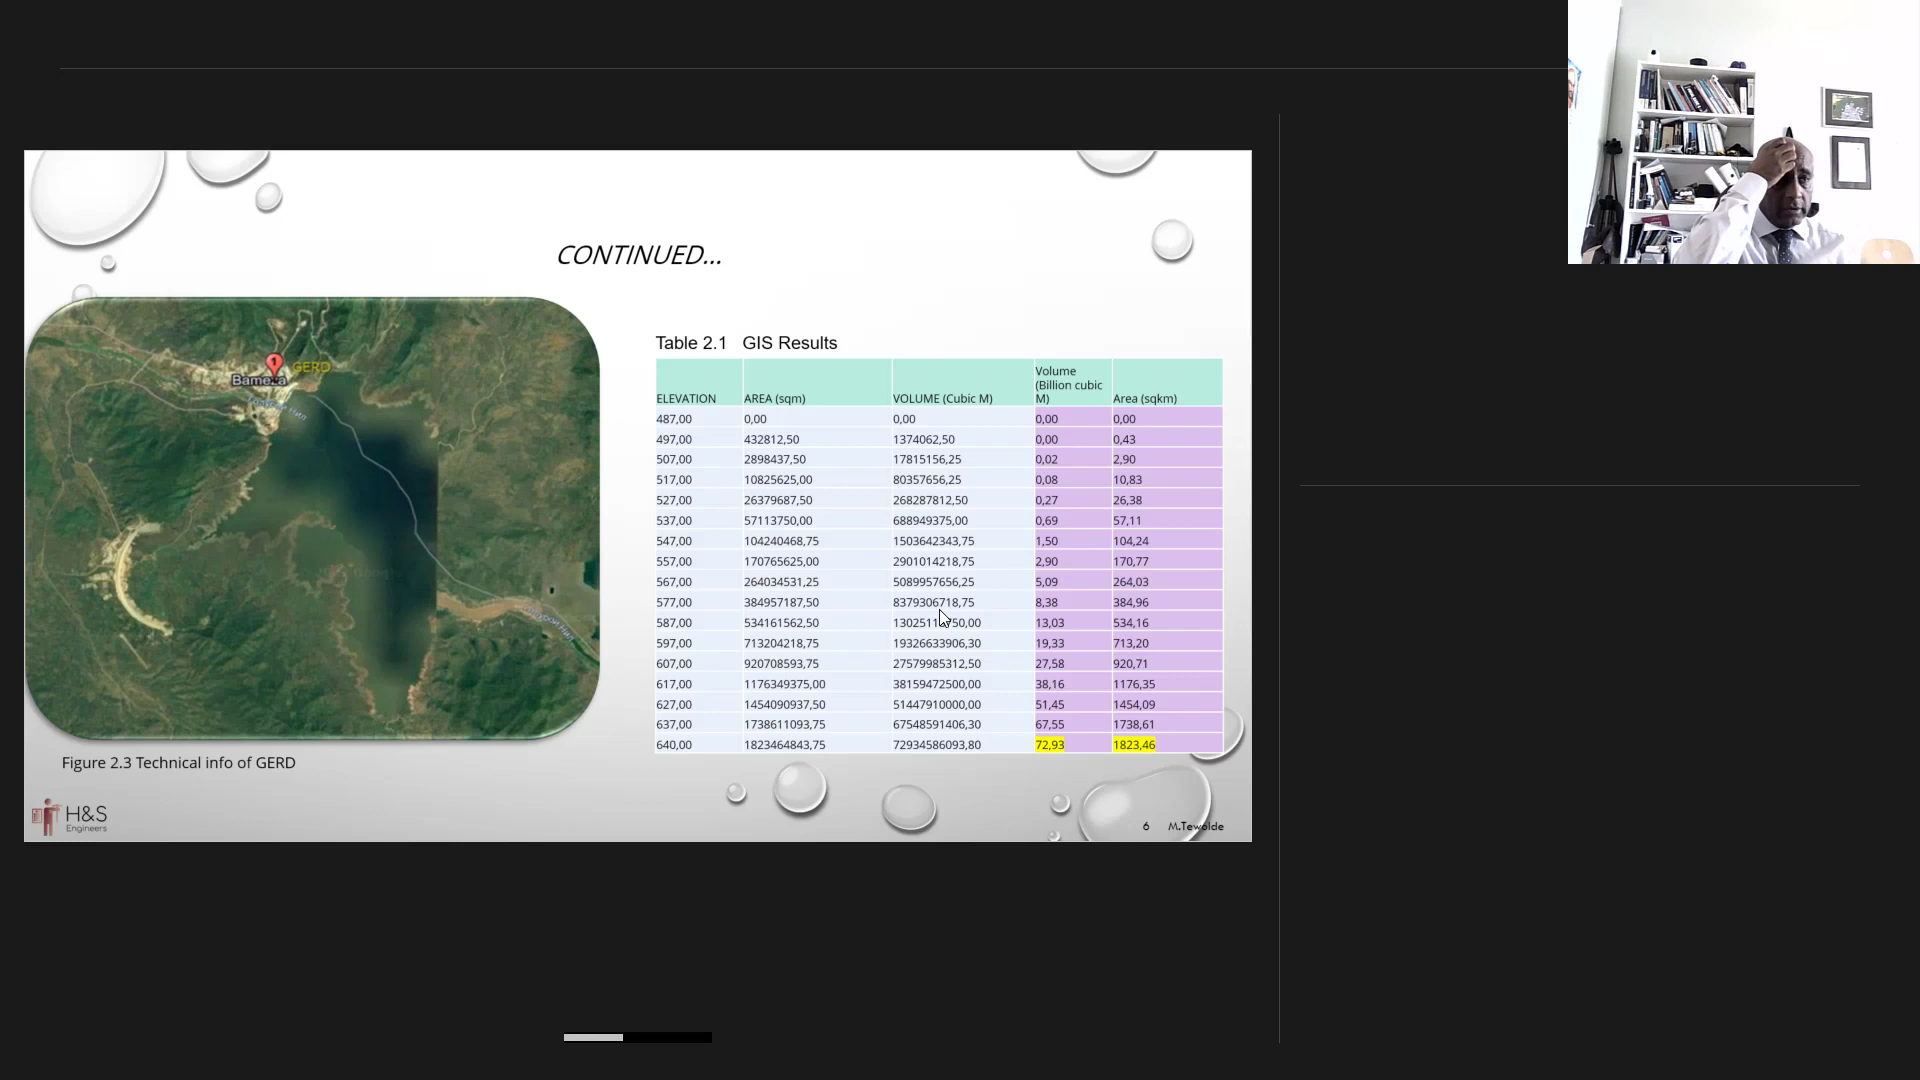 CONTINUED...
GERD
Bameza
Table 2.1 GIS Results
ELEVATION AREA (sqm) VOLUME (Cubic M) Volume (Billion cubic M) Area (sqkm)
487,00 0,00 0,00 0,00 0,00
497,00 432812,50 1374062,50 0,00 0,43
507,00 2898437,50 17815156,25 0,02 2,90
517,00 10825625,00 80357656,25 0,08 10,83
527,00 26379687,50 268287812,50 0,27 26,38
537,00 57113750,00 688949375,00 0,69 57,11
547,00 104240468,75 1503642343,75 1,50 104,24
557,00 170765625,00 2901014218,75 2,90 170,77
567,00 264034531,25 5089957656,25 5,09 264,03
577,00 384957187,50 8379306718,75 8,38 384,96
587,00 534161562,50 13,03 534,16
597,00 713204218,75 19326633906,30 19,33 713,20
607,00 920708593,75 27579985312,50 27,58 920,71
617,00 1176349375,00 38159472500,00 38,16 1176,35
627,00 1454090937,50 51447910000,00 51,45 1454,09
637,00 1738611093,75 67548591406,30 67,55 1738,61
640,00 1823464843,75 72934586093,80 72,93 1823,46
Figure 2.3 Technical info of GERD
H&S
Engineers
6 M.Tewolde